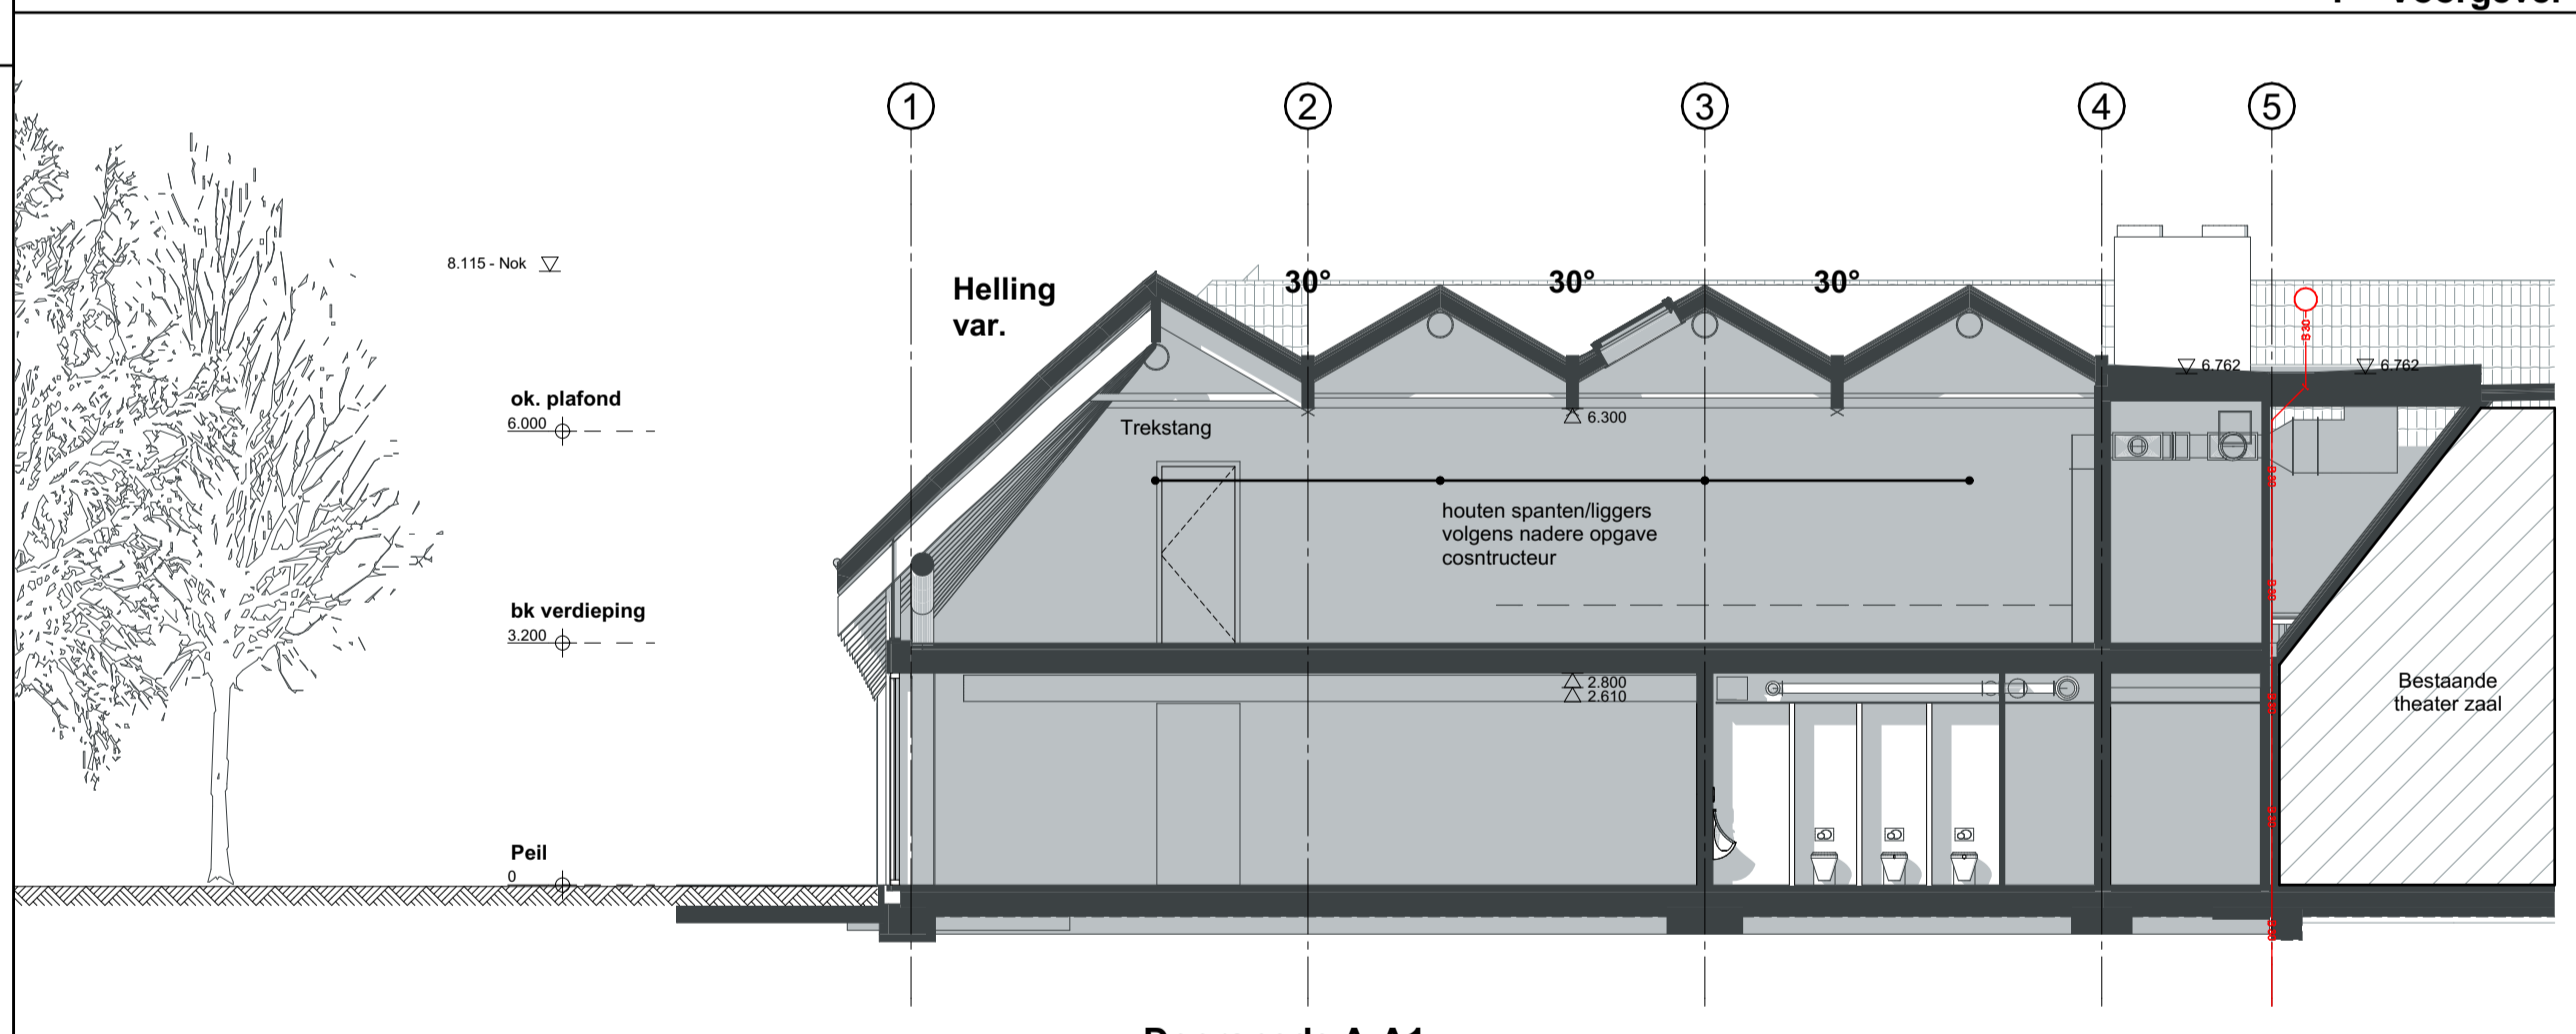 1
2
3
4
5
8.115 - Nok
Helling
var.
30°
30°
30°
830
6.762
6.762
ok. plafond
6.000
Trekstang
6.300
houten spanten/liggers
volgens nadere opgave
cosntructeur
bk verdieping
3.200
2.800
2.610
Bestaande
theater zaal
Peil
0